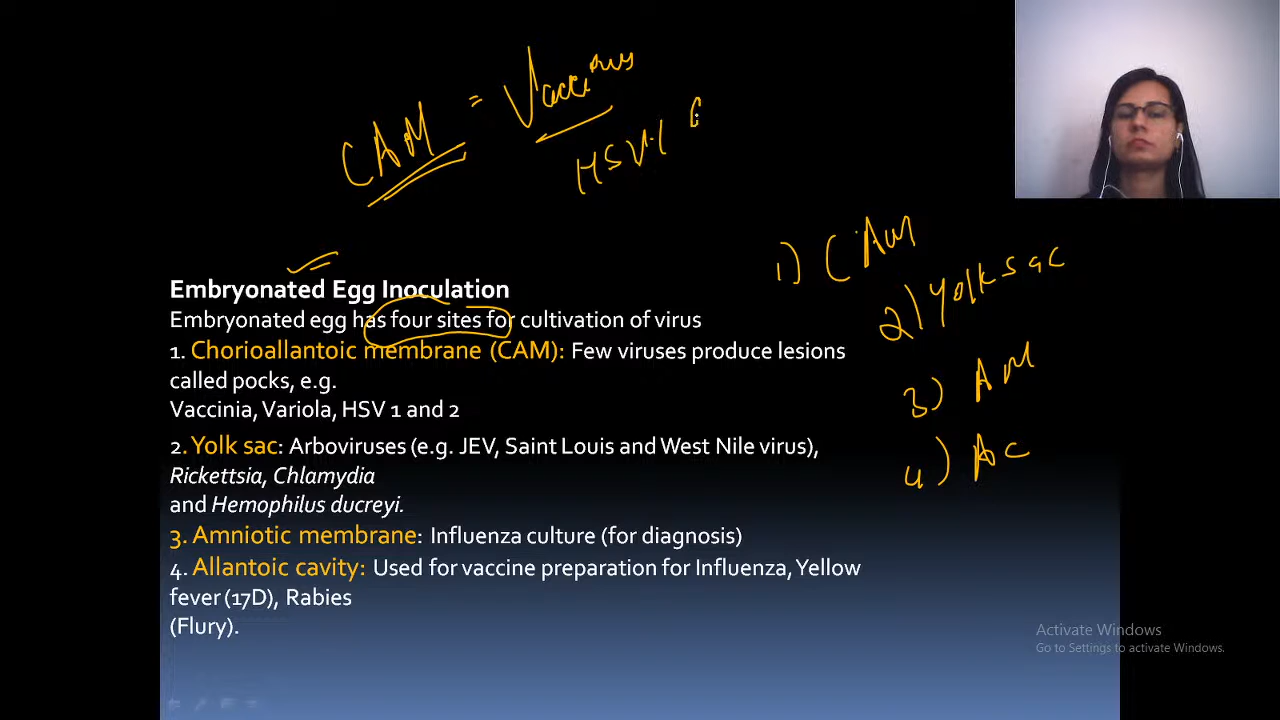 CAM = Vaccinus
HSV-1
1) CAM
2) Yolk sac
3) AM
4) AC
Embryonated Egg Inoculation
Embryonated egg has four sites for cultivation of virus
1. Chorioallantoic membrane (CAM): Few viruses produce lesions
called pocks, e.g.
Vaccinia, Variola, HSV 1 and 2
2. Yolk sac: Arboviruses (e.g. JEV, Saint Louis and West Nile virus),
Rickettsia, Chlamydia
and Hemophilus ducreyi.
3. Amniotic membrane: Influenza culture (for diagnosis)
4. Allantoic cavity: Used for vaccine preparation for Influenza, Yellow
fever (17D), Rabies
(Flury).
Activate Windows
Go to Settings to activate Windows.